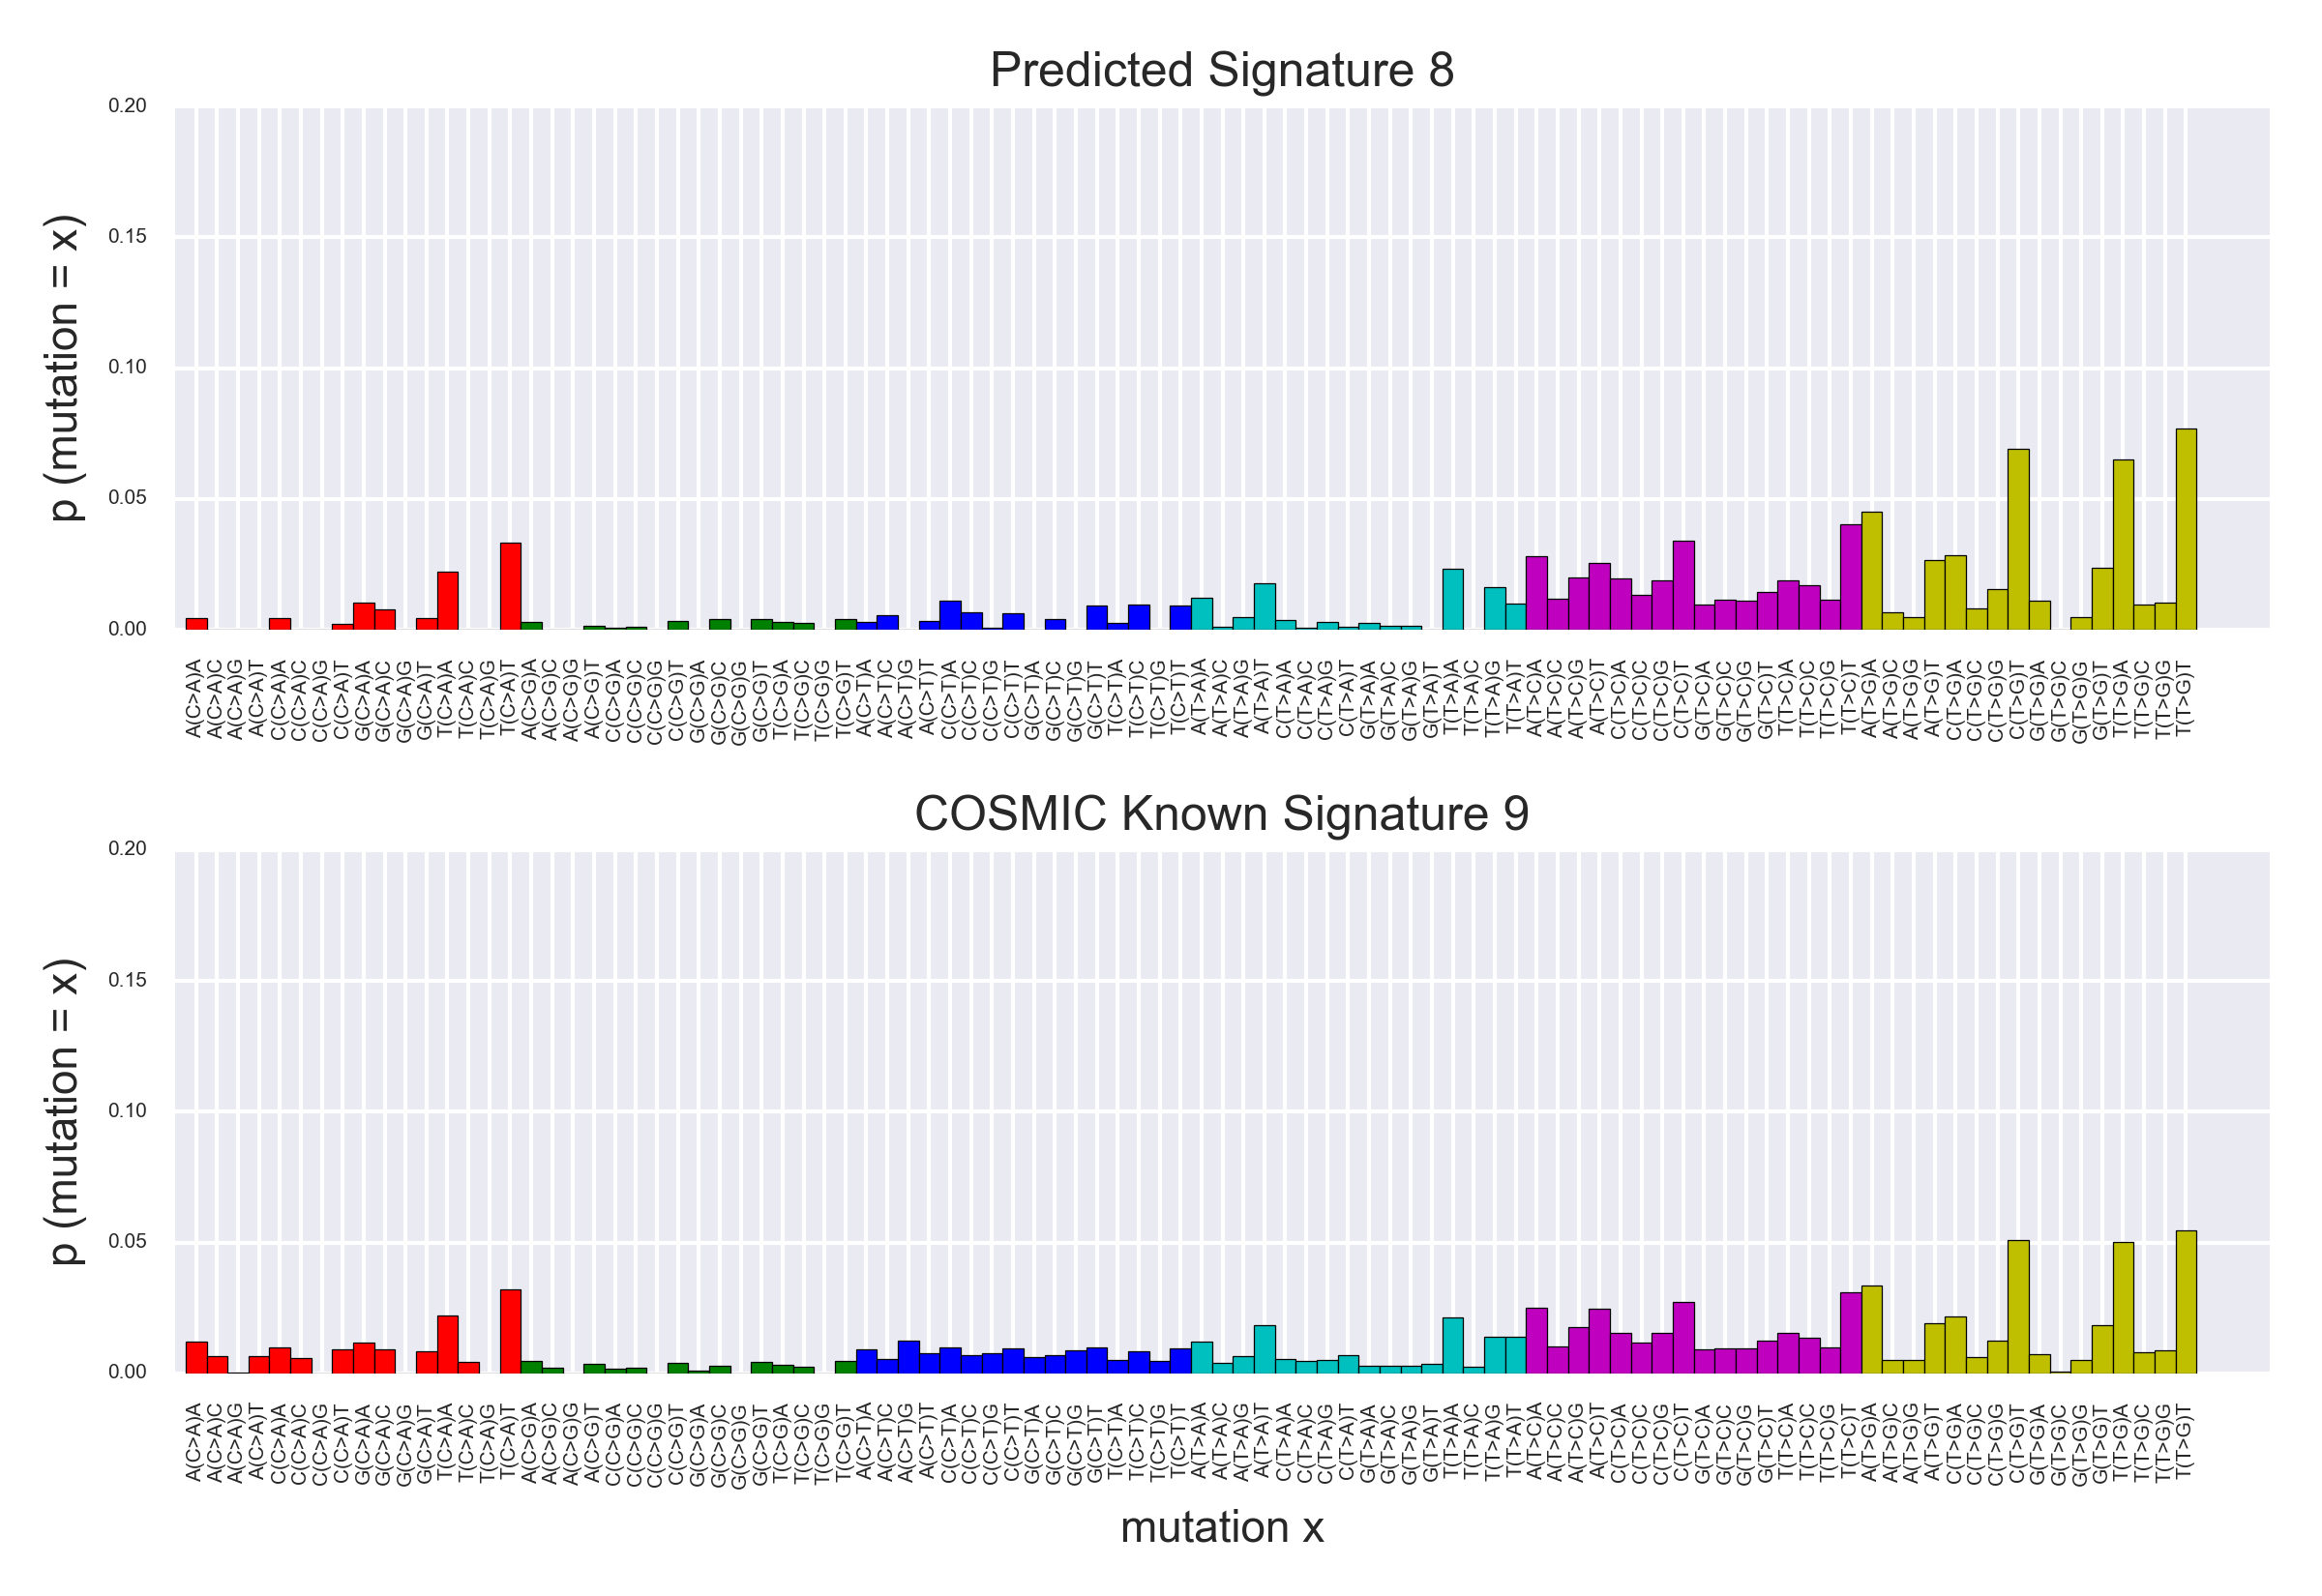 Predicted Signature 8
p (mutation = x)
0.20
0.15
0.10
0.05
0.00
A(C>A)A A(C>A)C A(C>A)G A(C>A)T C(C>A)A C(C>A)C C(C>A)G C(C>A)T G(C>A)A G(C>A)C G(C>A)G G(C>A)T T(C>A)A T(C>A)C T(C>A)G T(C>A)T A(C>G)A A(C>G)C A(C>G)G A(C>G)T C(C>G)A C(C>G)C C(C>G)G C(C>G)T G(C>G)A G(C>G)C G(C>G)G G(C>G)T T(C>G)A T(C>G)C T(C>G)G T(C>G)T A(C>T)A A(C>T)C A(C>T)G A(C>T)T C(C>T)A C(C>T)C C(C>T)G C(C>T)T G(C>T)A G(C>T)C G(C>T)G G(C>T)T T(C>T)A T(C>T)C T(C>T)G T(C>T)T A(T>A)A A(T>A)C A(T>A)G A(T>A)T C(T>A)A C(T>A)C C(T>A)G C(T>A)T G(T>A)A G(T>A)C G(T>A)G G(T>A)T T(T>A)A T(T>A)C T(T>A)G T(T>A)T A(T>C)A A(T>C)C A(T>C)G A(T>C)T C(T>C)A C(T>C)C C(T>C)G C(T>C)T G(T>C)A G(T>C)C G(T>C)G G(T>C)T T(T>C)A T(T>C)C T(T>C)G T(T>C)T A(T>G)A A(T>G)C A(T>G)G A(T>G)T C(T>G)A C(T>G)C C(T>G)G C(T>G)T G(T>G)A G(T>G)C G(T>G)G G(T>G)T T(T>G)A T(T>G)C T(T>G)G T(T>G)T
COSMIC Known Signature 9
p (mutation = x)
0.20
0.15
0.10
0.05
0.00
A(C>A)A A(C>A)C A(C>A)G A(C>A)T C(C>A)A C(C>A)C C(C>A)G C(C>A)T G(C>A)A G(C>A)C G(C>A)G G(C>A)T T(C>A)A T(C>A)C T(C>A)G T(C>A)T A(C>G)A A(C>G)C A(C>G)G A(C>G)T C(C>G)A C(C>G)C C(C>G)G C(C>G)T G(C>G)A G(C>G)C G(C>G)G G(C>G)T T(C>G)A T(C>G)C T(C>G)G T(C>G)T A(C>T)A A(C>T)C A(C>T)G A(C>T)T C(C>T)A C(C>T)C C(C>T)G C(C>T)T G(C>T)A G(C>T)C G(C>T)G G(C>T)T T(C>T)A T(C>T)C T(C>T)G T(C>T)T A(T>A)A A(T>A)C A(T>A)G A(T>A)T C(T>A)A C(T>A)C C(T>A)G C(T>A)T G(T>A)A G(T>A)C G(T>A)G G(T>A)T T(T>A)A T(T>A)C T(T>A)G T(T>A)T A(T>C)A A(T>C)C A(T>C)G A(T>C)T C(T>C)A C(T>C)C C(T>C)G C(T>C)T G(T>C)A G(T>C)C G(T>C)G G(T>C)T T(T>C)A T(T>C)C T(T>C)G T(T>C)T A(T>G)A A(T>G)C A(T>G)G A(T>G)T C(T>G)A C(T>G)C C(T>G)G C(T>G)T G(T>G)A G(T>G)C G(T>G)G G(T>G)T T(T>G)A T(T>G)C T(T>G)G T(T>G)T
mutation x